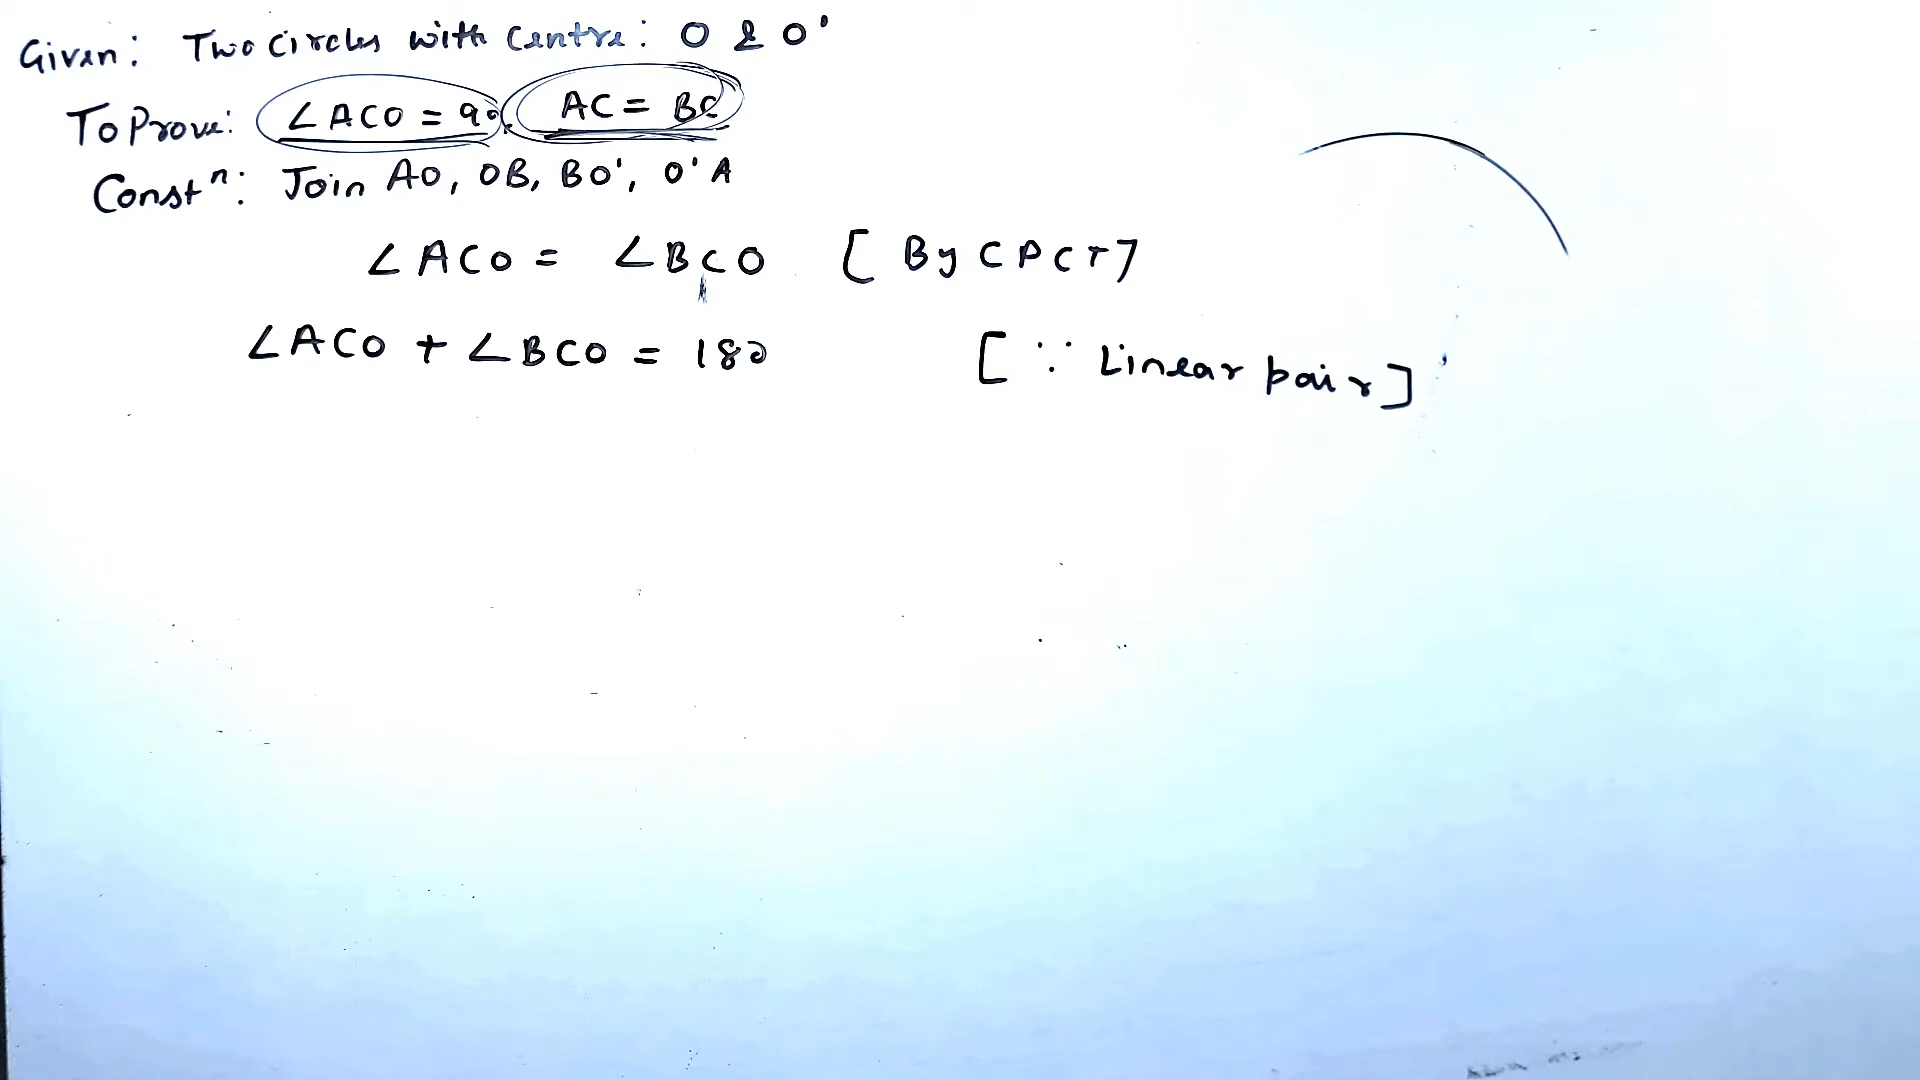 Given: Two Circles with Centre: O & O'
To Prove: ∠ACO = 90, AC = BC
Constⁿ: Join AO, OB, BO', O'A
∠ACO = ∠BCO [By CPCT]
∠ACO + ∠BCO = 180 [∵ Linear pair]